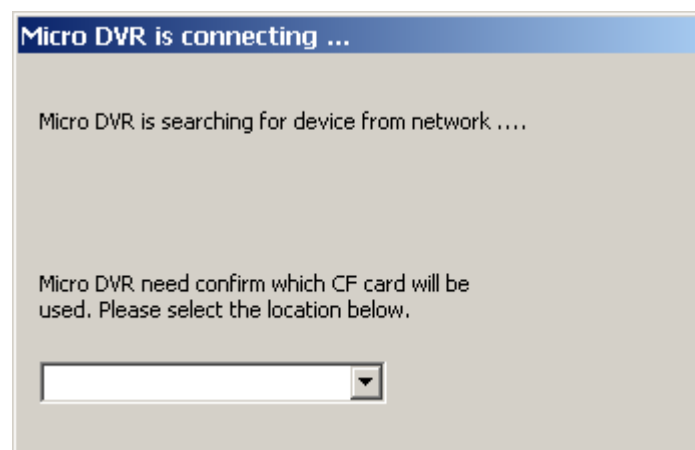 Micro DVR is connecting ...
Micro DVR is searching for device from network ....
Micro DVR need confirm which CF card will be
used. Please select the location below.